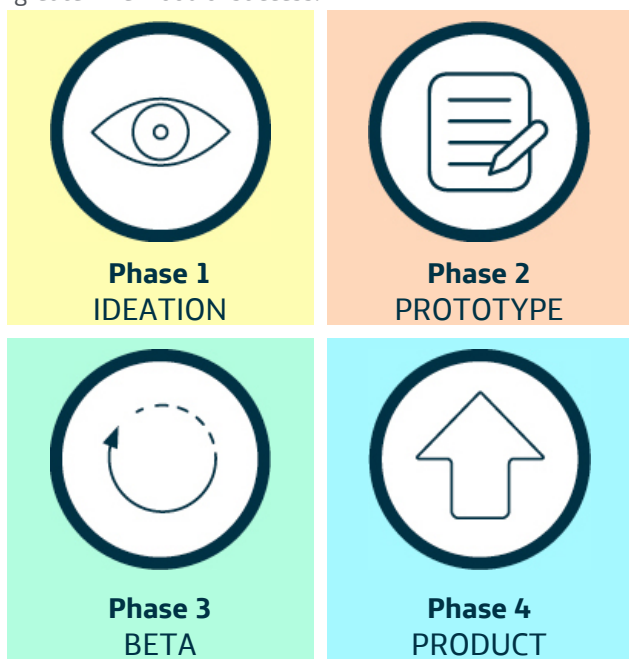 Phase 1
IDEATION
Phase 2
PROTOTYPE
Phase 3
BETA
Phase 4
PRODUCT